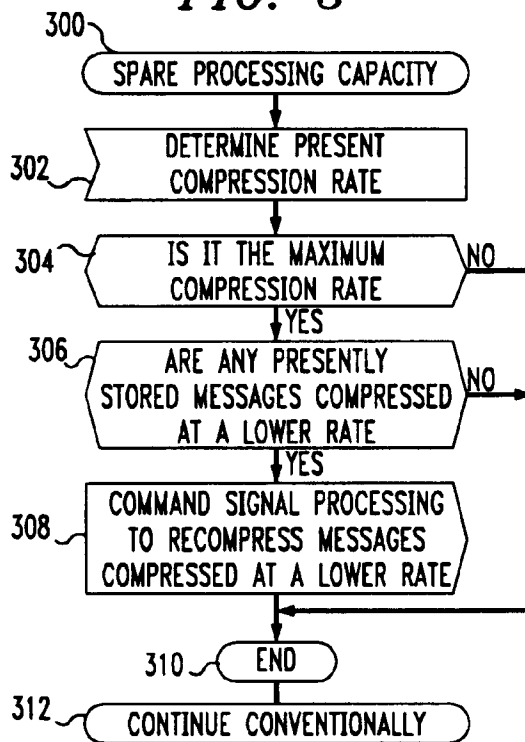 FIG. 3
300
SPARE PROCESSING CAPACITY
302
DETERMINE PRESENT
COMPRESSION RATE
304
IS IT THE MAXIMUM
COMPRESSION RATE
NO
YES
306
ARE ANY PRESENTLY
STORED MESSAGES COMPRESSED
AT A LOWER RATE
NO
YES
308
COMMAND SIGNAL PROCESSING
TO RECOMPRESS MESSAGES
COMPRESSED AT A LOWER RATE
310
END
312
CONTINUE CONVENTIONALLY